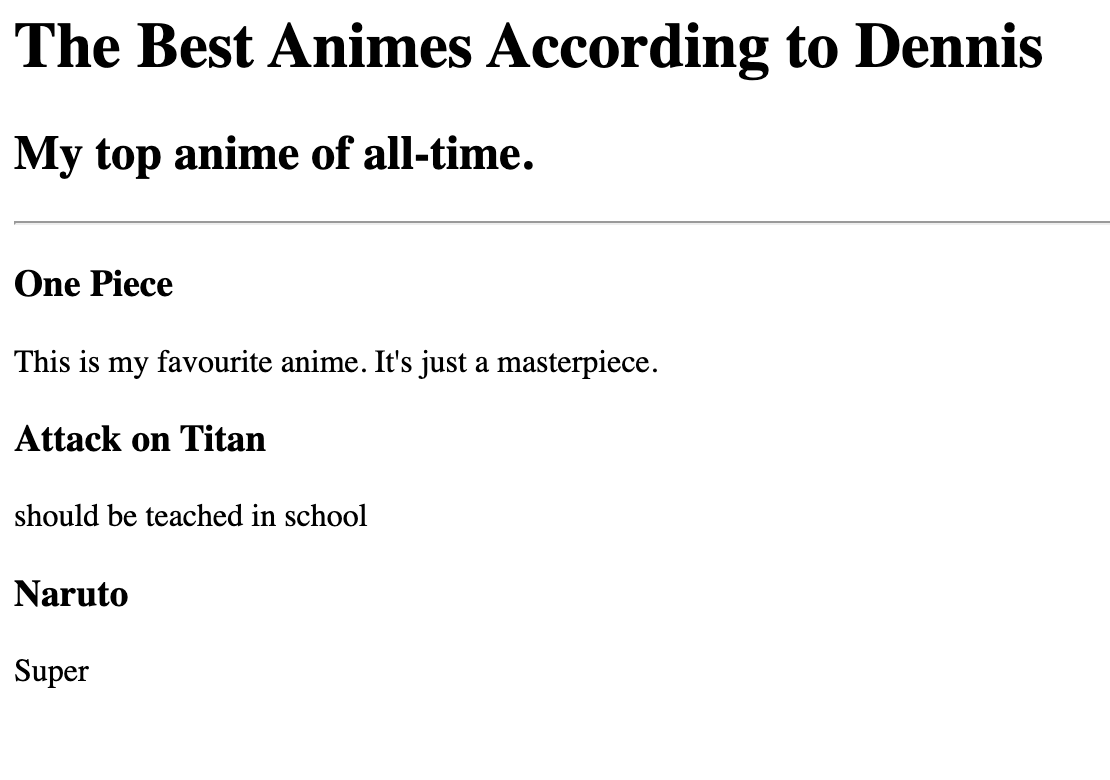 The Best Animes According to Dennis
My top anime of all-time.
One Piece
This is my favourite anime. It's just a masterpiece.
Attack on Titan
should be teached in school
Naruto
Super